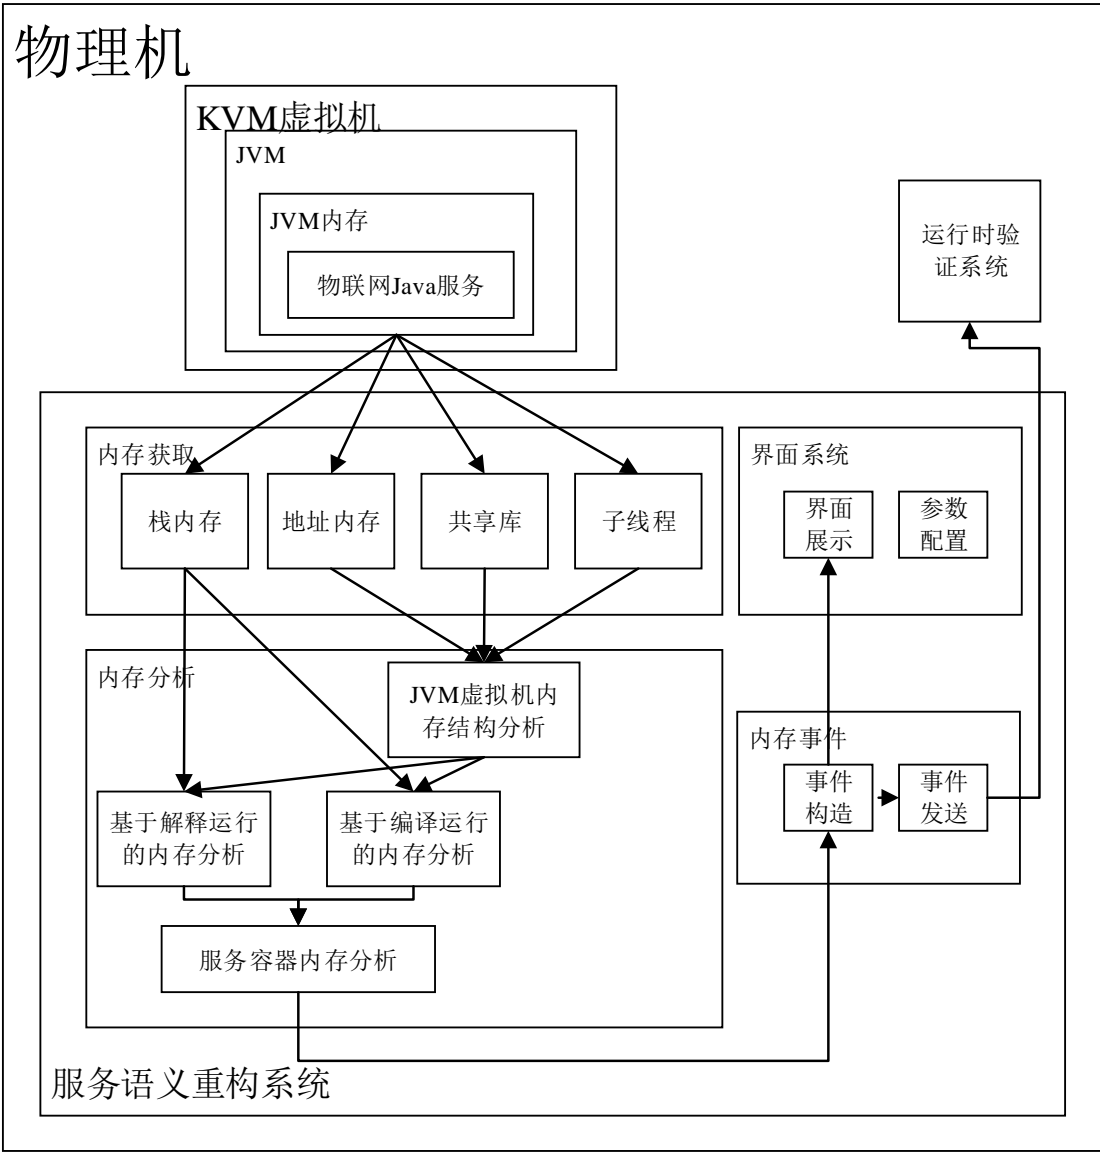 物理机
KVM虚拟机
JVM
JVM内存
物联网Java服务
运行时验
证系统
内存获取
栈内存
地址内存
共享库
子线程
界面系统
界面
展示
参数
配置
内存分析
JVM虚拟机内
存结构分析
基于解释运行
的内存分析
基于编译运行
的内存分析
服务容器内存分析
内存事件
事件
构造
事件
发送
服务语义重构系统